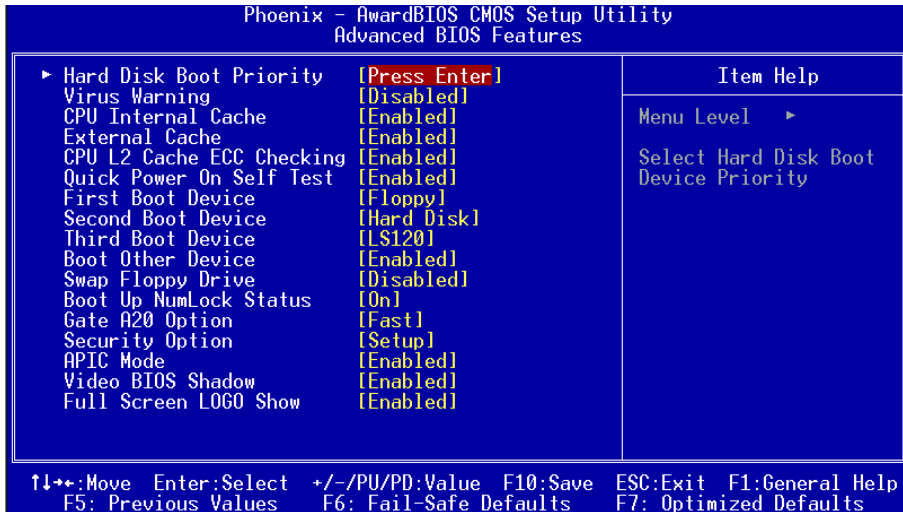 Phoenix - AwardBIOS CMOS Setup Utility
Advanced BIOS Features
► Hard Disk Boot Priority [Press Enter]
Virus Warning [Disabled]
CPU Internal Cache [Enabled]
External Cache [Enabled]
CPU L2 Cache ECC Checking [Enabled]
Quick Power On Self Test [Enabled]
First Boot Device [Floppy]
Second Boot Device [Hard Disk]
Third Boot Device [LS120]
Boot Other Device [Enabled]
Swap Floppy Drive [Disabled]
Boot Up NumLock Status [On]
Gate A20 Option [Fast]
Security Option [Setup]
APIC Mode [Enabled]
Video BIOS Shadow [Enabled]
Full Screen LOGO Show [Enabled]
Item Help
Menu Level ►
Select Hard Disk Boot
Device Priority
↑↓→←:Move Enter:Select +/-/PU/PD:Value F10:Save ESC:Exit F1:General Help
F5: Previous Values F6: Fail-Safe Defaults F7: Optimized Defaults